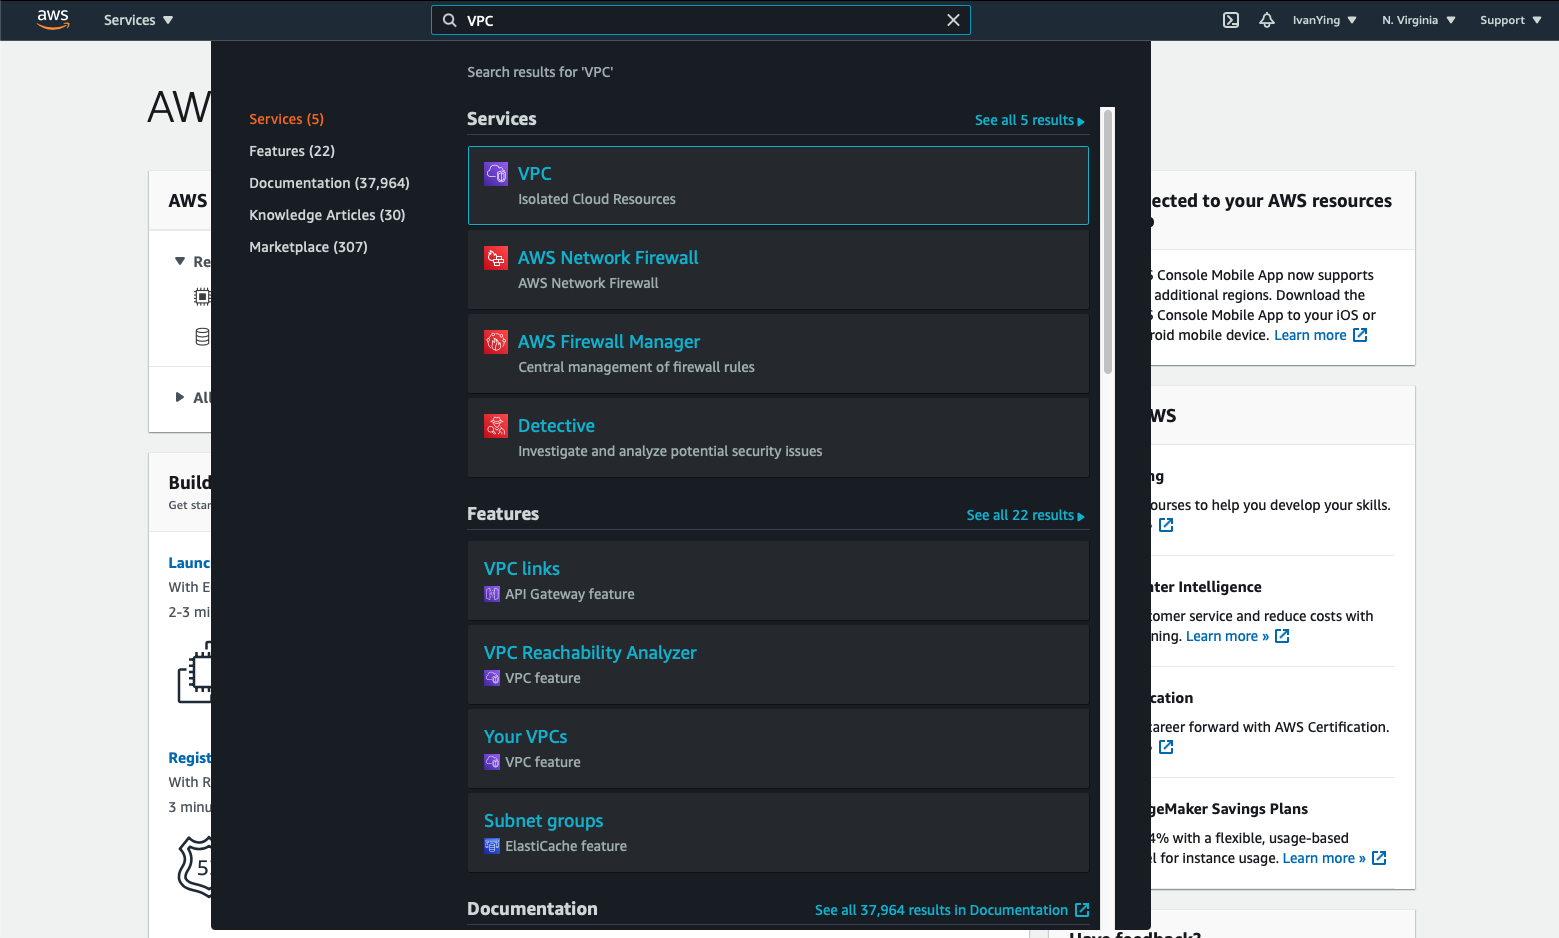 aws
Services
VPC
IvanYing
N. Virginia
Support
Search results for 'VPC'
Services (5)
Features (22)
Documentation (37,964)
Knowledge Articles (30)
Marketplace (307)
Services
See all 5 results
VPC
Isolated Cloud Resources
AWS Network Firewall
AWS Network Firewall
AWS Firewall Manager
Central management of firewall rules
Detective
Investigate and analyze potential security issues
Features
See all 22 results
VPC links
API Gateway feature
VPC Reachability Analyzer
VPC feature
Your VPCs
VPC feature
Subnet groups
ElastiCache feature
Documentation
See all 37,964 results in Documentation
AW
AWS
Re
All
Build
Get star
Launc
With E
2-3 mi
Regist
With R
3 minu
5
ected to your AWS resources
Console Mobile App now supports
additional regions. Download the
Console Mobile App to your iOS or
roid mobile device. Learn more
WS
ng
ourses to help you develop your skills.
ter Intelligence
tomer service and reduce costs with
ning. Learn more »
cation
career forward with AWS Certification.
geMaker Savings Plans
4% with a flexible, usage-based
el for instance usage. Learn more »
Have feedback?